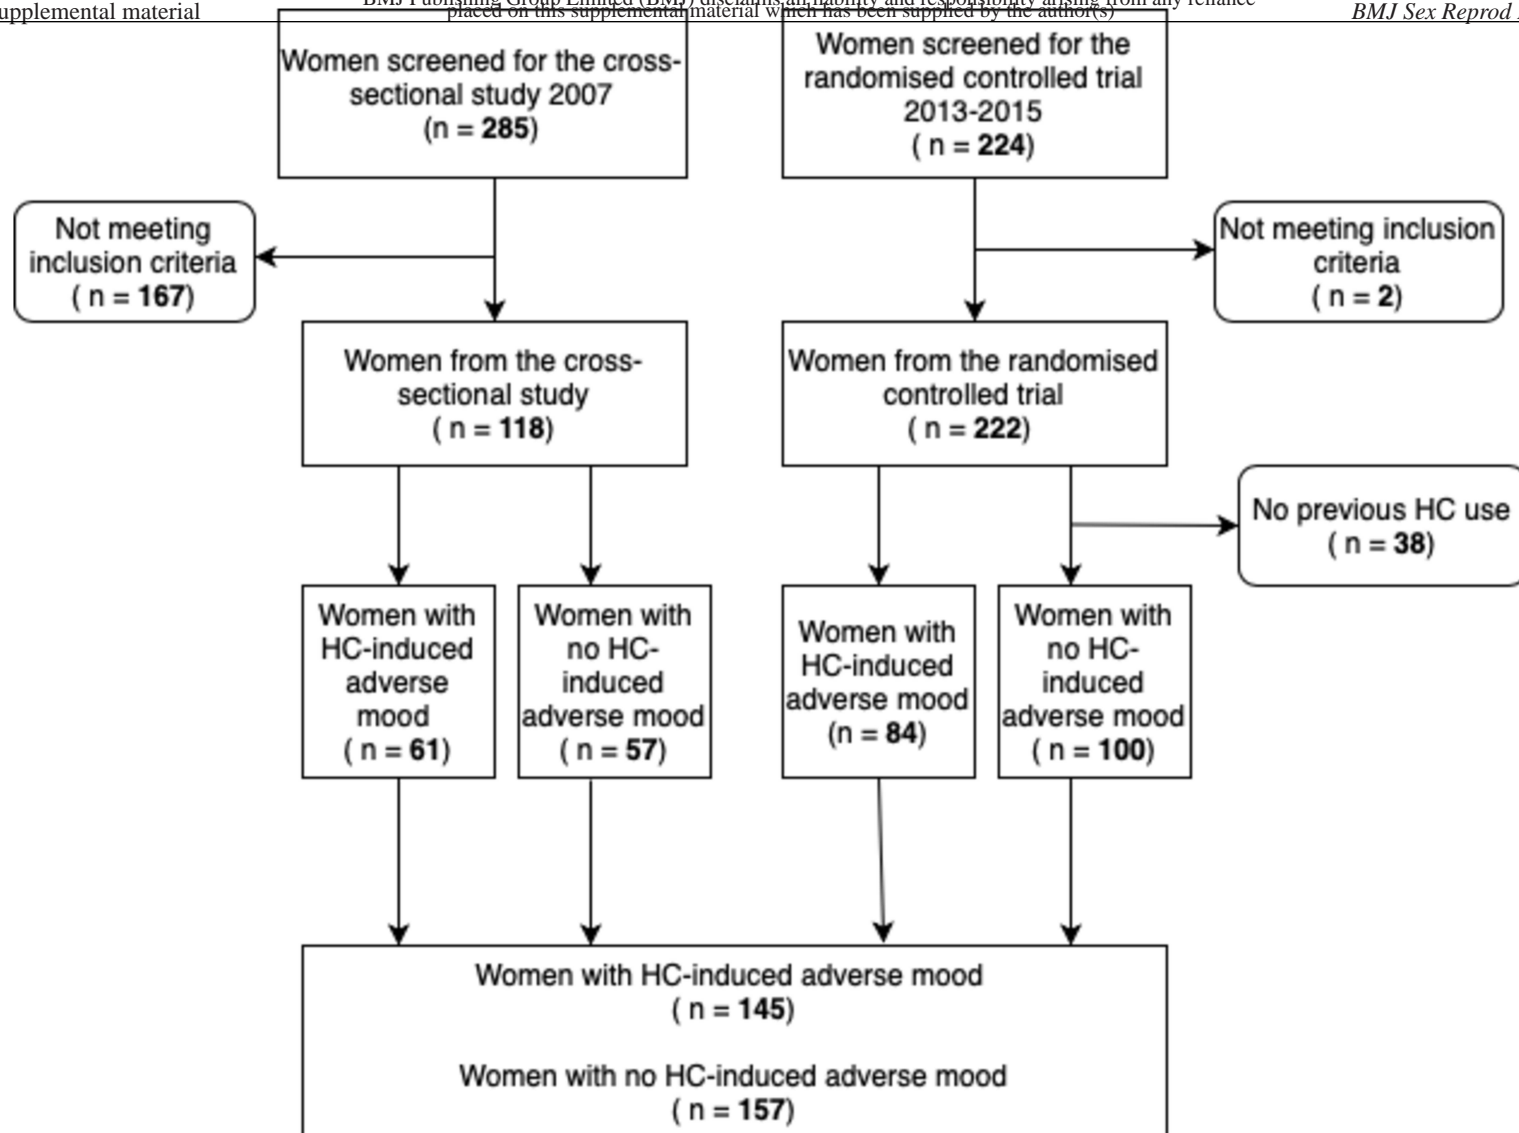 upplemental material
BMJ Publishing Group Limited (BMJ) disclaims all liability and responsibility arising from any reliance
placed on this supplemental material which has been supplied by the author(s)
BMJ Sex Reprod
Women screened for the cross-
sectional study 2007
(n = 285)
Women screened for the
randomised controlled trial
2013-2015
( n = 224)
Not meeting
inclusion criteria
( n = 167)
Not meeting inclusion
criteria
( n = 2)
Women from the cross-
sectional study
( n = 118)
Women from the randomised
controlled trial
( n = 222)
No previous HC use
( n = 38)
Women with
HC-induced
adverse
mood
( n = 61)
Women with
no HC-
induced
adverse mood
( n = 57)
Women with
HC-induced
adverse mood
(n = 84)
Women with
no HC-
induced
adverse mood
( n = 100)
Women with HC-induced adverse mood
( n = 145)
Women with no HC-induced adverse mood
( n = 157)